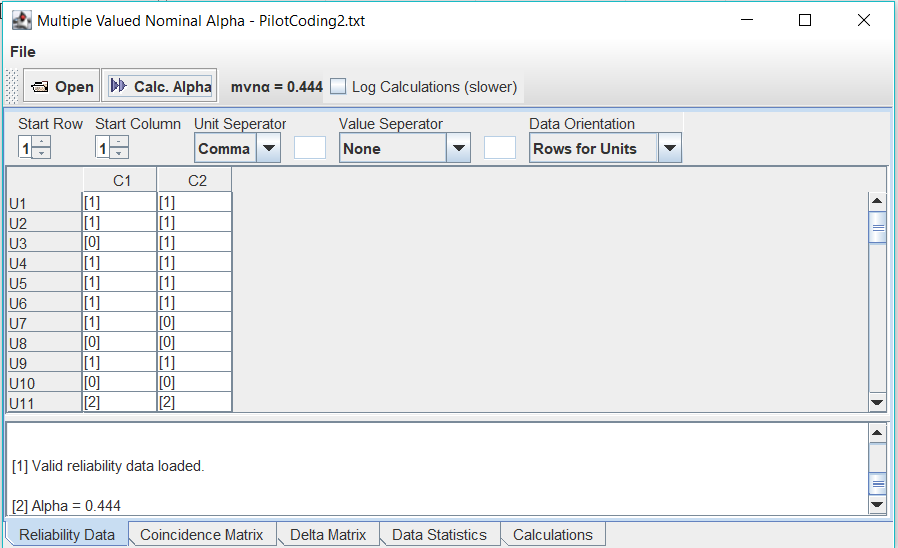 Multiple Valued Nominal Alpha - PilotCoding2.txt
File
Open Calc. Alpha mvnα = 0.444 Log Calculations (slower)
Start Row Start Column Unit Seperator Value Seperator Data Orientation
1 1 Comma None Rows for Units
C1 C2
U1 [1] [1]
U2 [1] [1]
U3 [0] [1]
U4 [1] [1]
U5 [1] [1]
U6 [1] [1]
U7 [1] [0]
U8 [0] [0]
U9 [1] [1]
U10 [0] [0]
U11 [2] [2]
[1] Valid reliability data loaded.
[2] Alpha = 0.444
Reliability Data Coincidence Matrix Delta Matrix Data Statistics Calculations